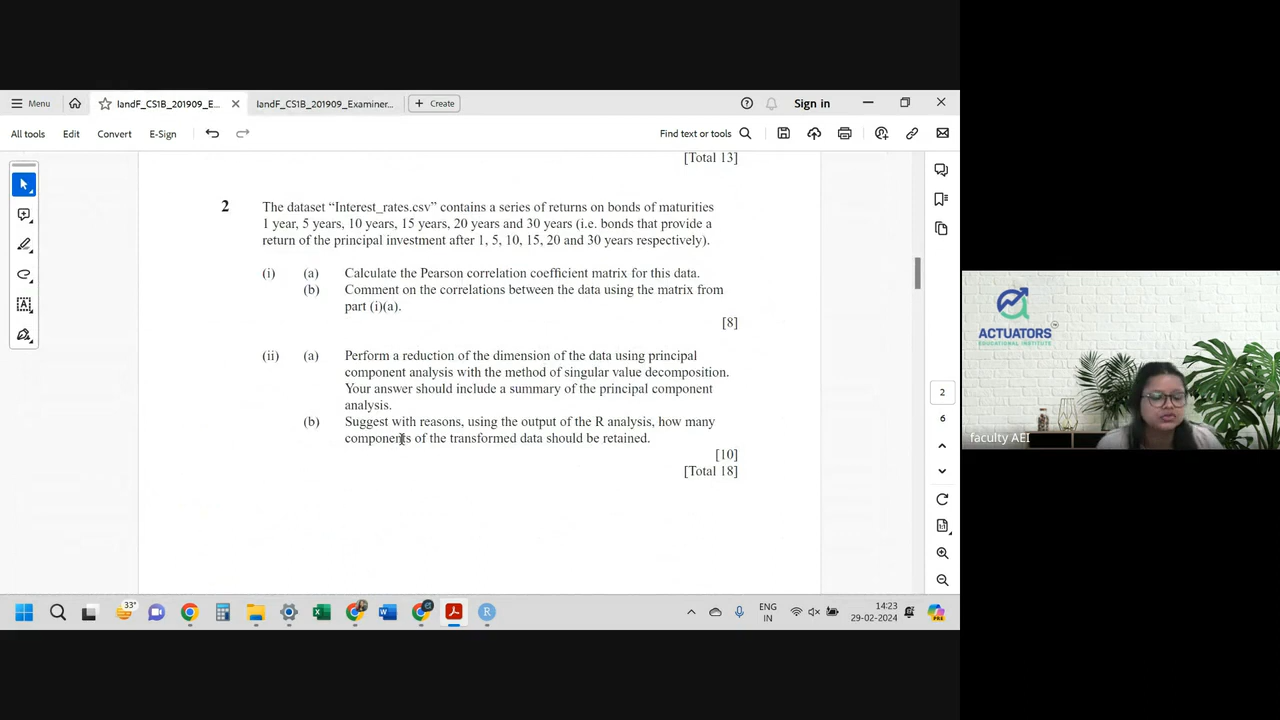 Menu
landF_CS1B_201909_E...
landF_CS1B_201909_Examiner...
Create
Sign in
All tools
Edit
Convert
E-Sign
Find text or tools
[Total 13]
2
The dataset “Interest_rates.csv” contains a series of returns on bonds of maturities
1 year, 5 years, 10 years, 15 years, 20 years and 30 years (i.e. bonds that provide a
return of the principal investment after 1, 5, 10, 15, 20 and 30 years respectively).
(i) (a) Calculate the Pearson correlation coefficient matrix for this data.
(b) Comment on the correlations between the data using the matrix from
part (i)(a).
[8]
(ii) (a) Perform a reduction of the dimension of the data using principal
component analysis with the method of singular value decomposition.
Your answer should include a summary of the principal component
analysis.
(b) Suggest with reasons, using the output of the R analysis, how many
components of the transformed data should be retained.
[10]
[Total 18]
2
6
ACTUATORS
EDUCATIONAL INSTITUTE
faculty AEI
33°
ENG
IN
14:23
29-02-2024